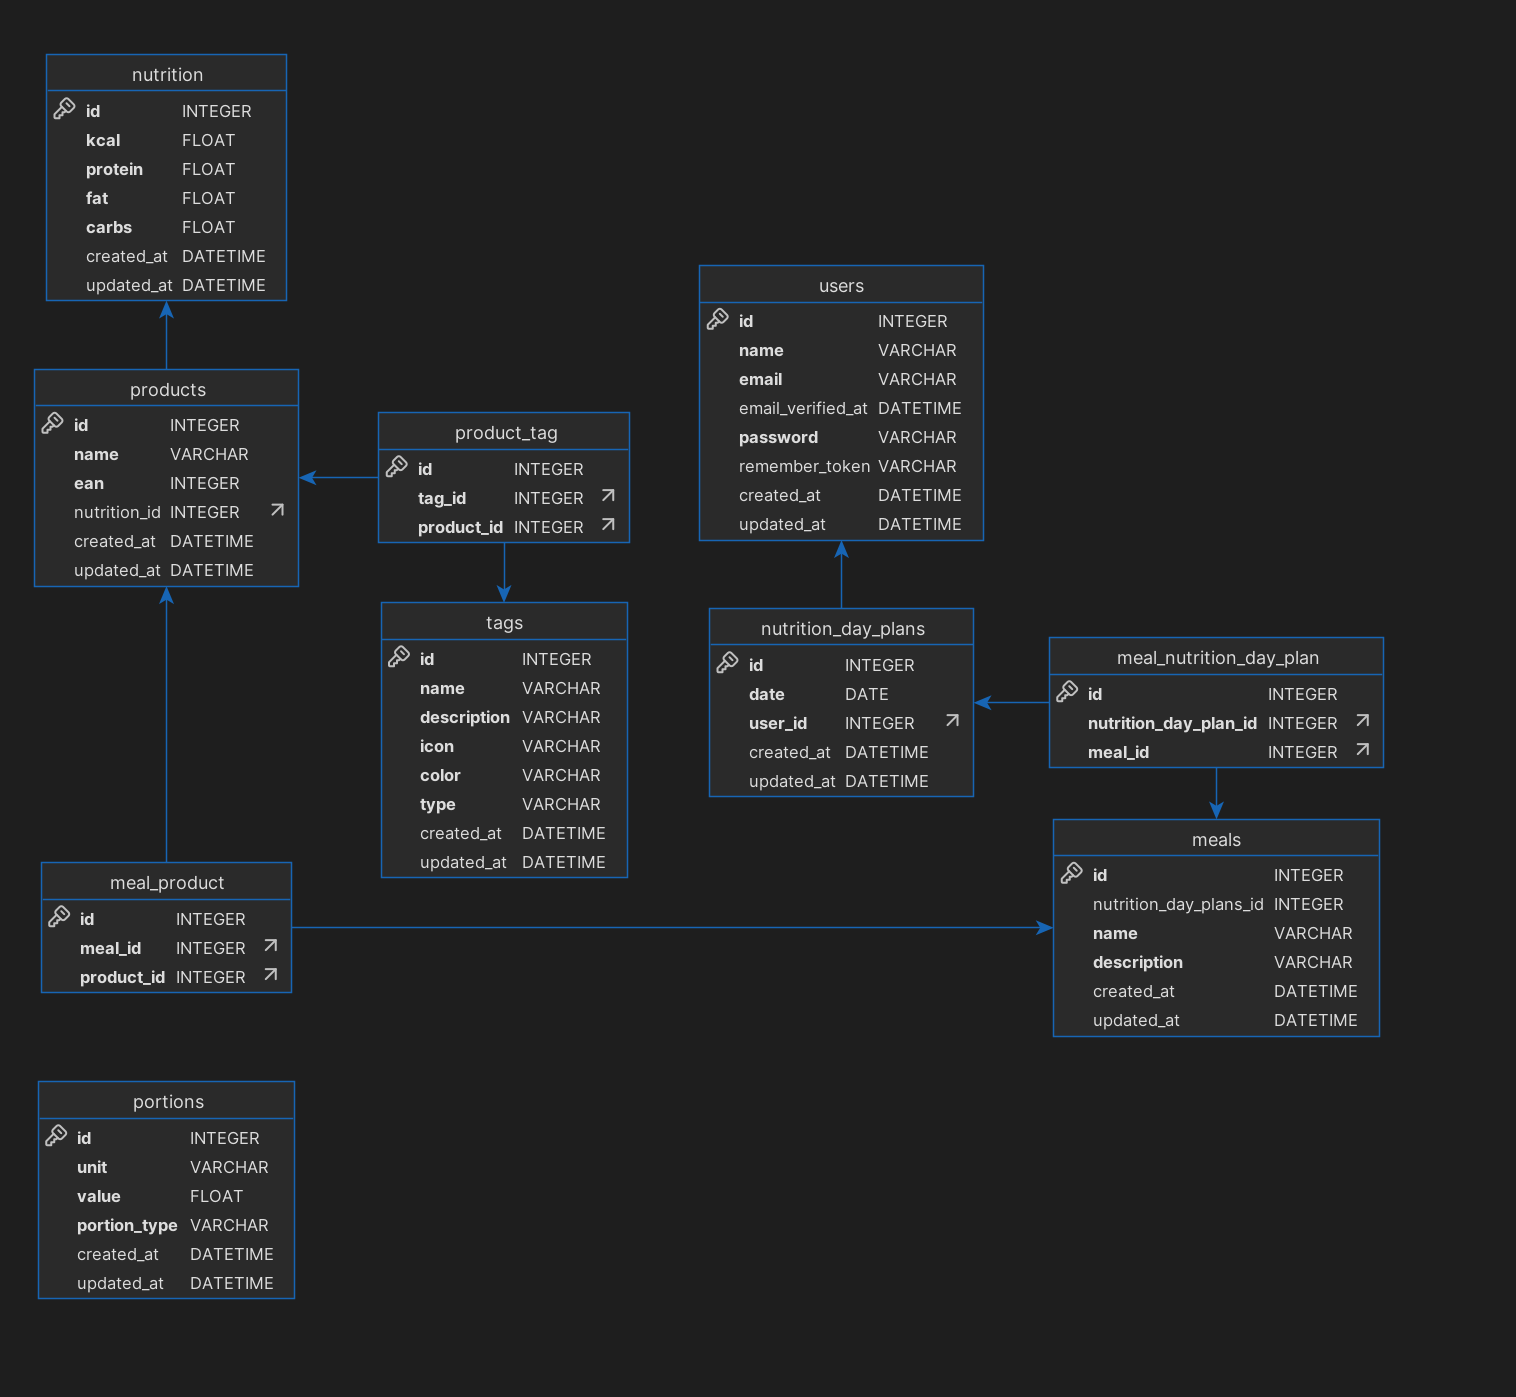 nutrition
id INTEGER
kcal FLOAT
protein FLOAT
fat FLOAT
carbs FLOAT
created_at DATETIME
updated_at DATETIME
products
id INTEGER
name VARCHAR
ean INTEGER
nutrition_id INTEGER
created_at DATETIME
updated_at DATETIME
product_tag
id INTEGER
tag_id INTEGER
product_id INTEGER
tags
id INTEGER
name VARCHAR
description VARCHAR
icon VARCHAR
color VARCHAR
type VARCHAR
created_at DATETIME
updated_at DATETIME
users
id INTEGER
name VARCHAR
email VARCHAR
email_verified_at DATETIME
password VARCHAR
remember_token VARCHAR
created_at DATETIME
updated_at DATETIME
nutrition_day_plans
id INTEGER
date DATE
user_id INTEGER
created_at DATETIME
updated_at DATETIME
meal_nutrition_day_plan
id INTEGER
nutrition_day_plan_id INTEGER
meal_id INTEGER
meals
id INTEGER
nutrition_day_plans_id INTEGER
name VARCHAR
description VARCHAR
created_at DATETIME
updated_at DATETIME
meal_product
id INTEGER
meal_id INTEGER
product_id INTEGER
portions
id INTEGER
unit VARCHAR
value FLOAT
portion_type VARCHAR
created_at DATETIME
updated_at DATETIME